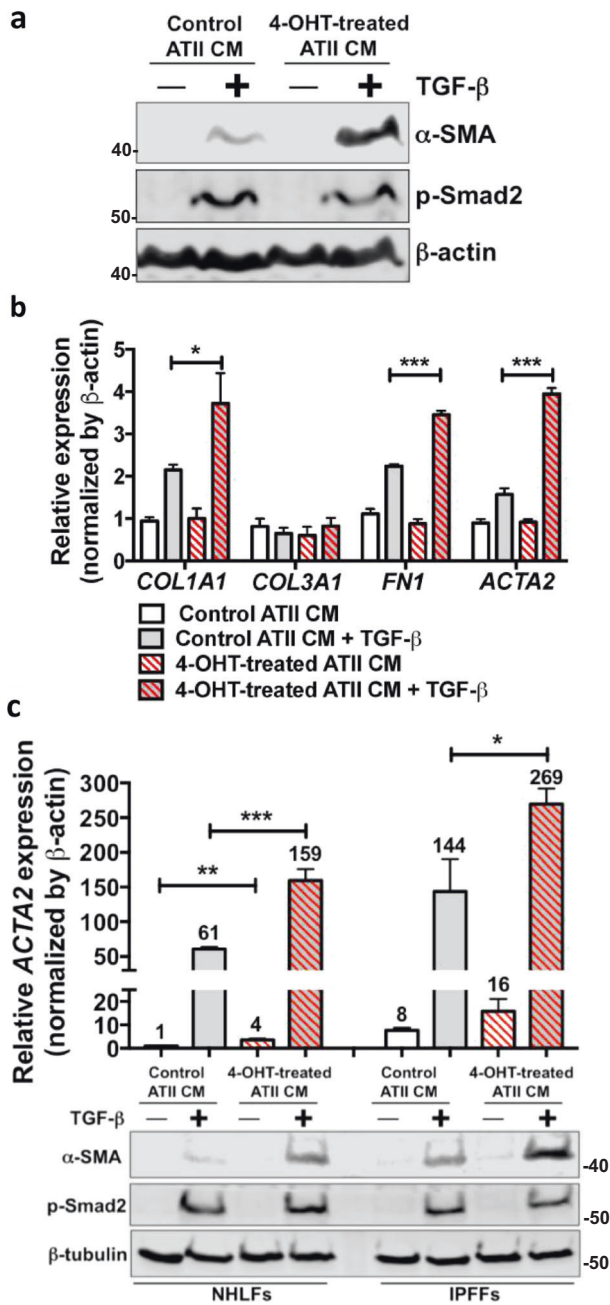 a
Control ATII CM
4-OHT-treated ATII CM
— + — + TGF-β
40- α-SMA
50- p-Smad2
40- β-actin
b
Relative expression (normalized by β-actin)
5
4
3
2
1
0
* *** ***
COL1A1 COL3A1 FN1 ACTA2
Control ATII CM
Control ATII CM + TGF-β
4-OHT-treated ATII CM
4-OHT-treated ATII CM + TGF-β
c
Relative ACTA2 expression (normalized by β-actin)
300
250
200
150
100
50
20
10
0
** *** *
1 61 4 159 8 144 16 269
Control ATII CM
4-OHT-treated ATII CM
Control ATII CM
4-OHT-treated ATII CM
TGF-β — + — + — + — +
α-SMA -40
p-Smad2 -50
β-tubulin -50
NHLFs IPFFs